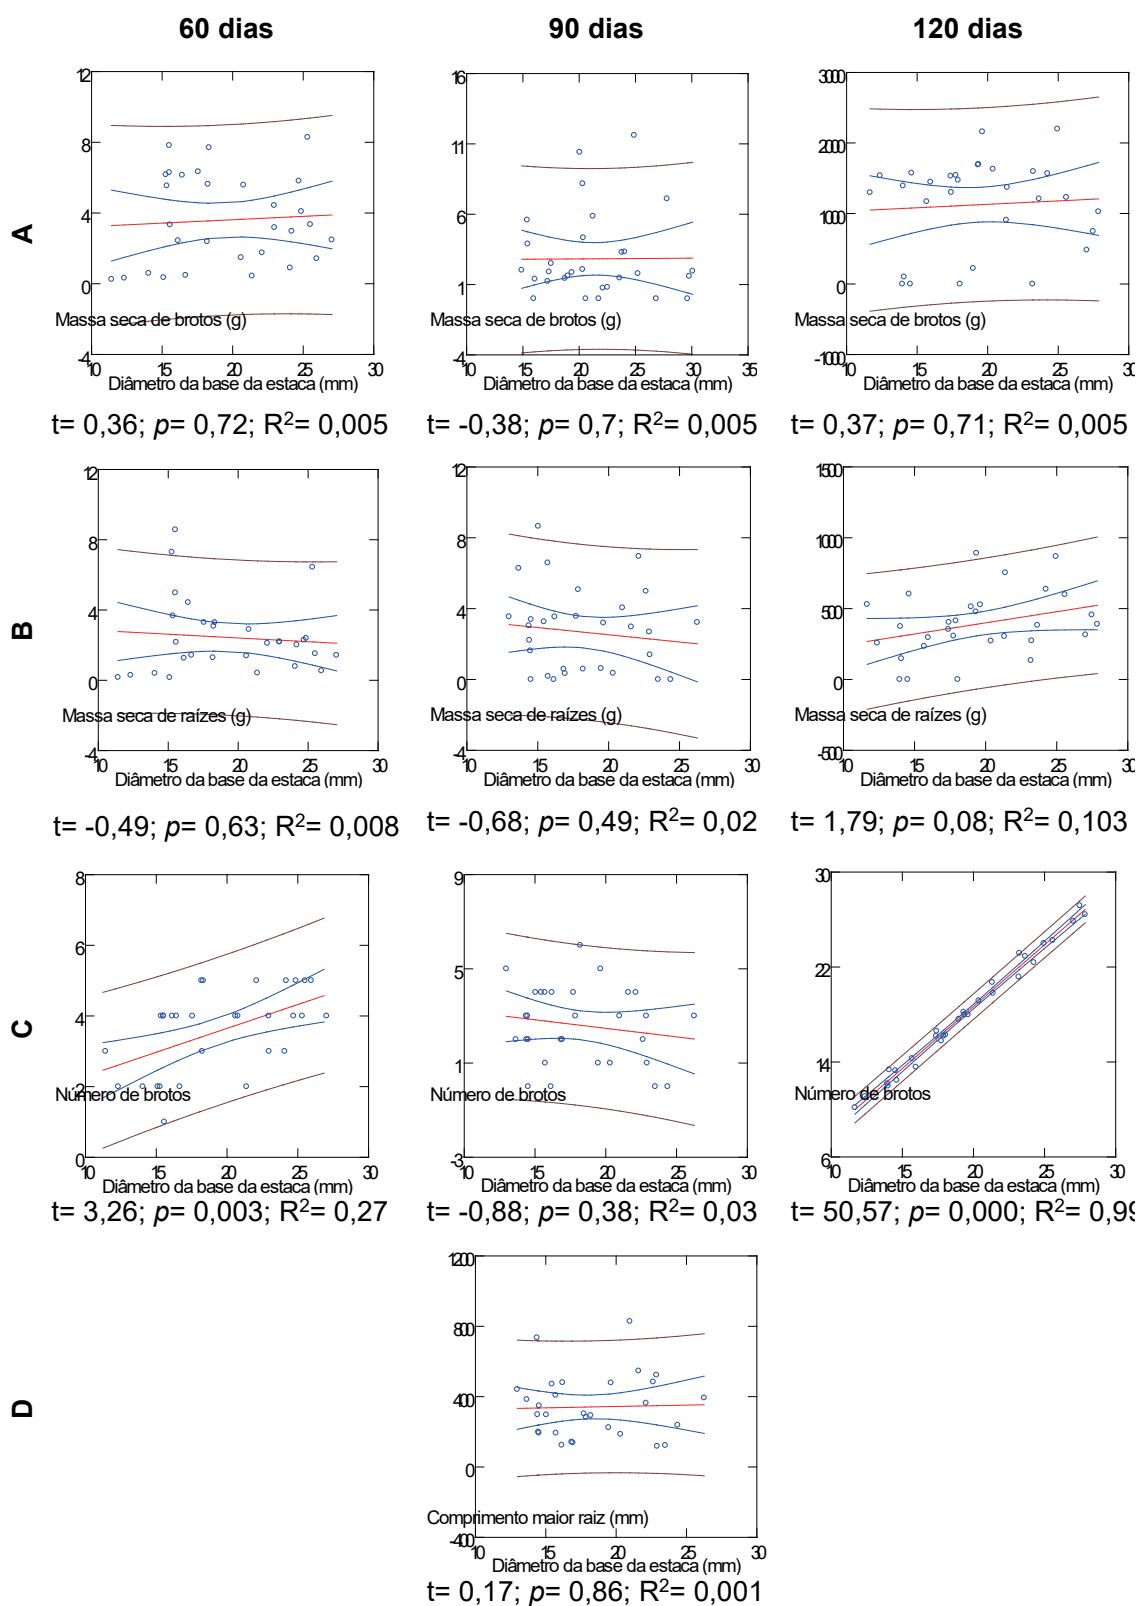 60 dias 90 dias 120 dias
A
12 8 4 0 -4
10 15 20 25 30
Massa seca de brotos (g)
Diâmetro da base da estaca (mm)
t= 0,36; p= 0,72; R²= 0,005
16 11 6 1 -4
10 15 20 25 30 35
Massa seca de brotos (g)
Diâmetro da base da estaca (mm)
t= -0,38; p= 0,7; R²= 0,005
3000 2000 1000 0 -1000
10 15 20 25 30
Massa seca de brotos (g)
Diâmetro da base da estaca (mm)
t= 0,37; p= 0,71; R²= 0,005
B
12 8 4 0 -4
10 15 20 25 30
Massa seca de raízes (g)
Diâmetro da base da estaca (mm)
t= -0,49; p= 0,63; R²= 0,008
12 8 4 0 -4
10 15 20 25 30
Massa seca de raízes (g)
Diâmetro da base da estaca (mm)
t= -0,68; p= 0,49; R²= 0,02
1500 1000 500 0 -500
10 15 20 25 30
Massa seca de raízes (g)
Diâmetro da base da estaca (mm)
t= 1,79; p= 0,08; R²= 0,103
C
8 6 4 2 0
10 15 20 25 30
Número de brotos
Diâmetro da base da estaca (mm)
t= 3,26; p= 0,003; R²= 0,27
9 5 1 -3
10 15 20 25 30
Número de brotos
Diâmetro da base da estaca (mm)
t= -0,88; p= 0,38; R²= 0,03
30 22 14 6
10 15 20 25 30
Número de brotos
Diâmetro da base da estaca (mm)
t= 50,57; p= 0,000; R²= 0,99
D
1200 800 400 0 -400
10 15 20 25 30
Comprimento maior raiz (mm)
Diâmetro da base da estaca (mm)
t= 0,17; p= 0,86; R²= 0,001